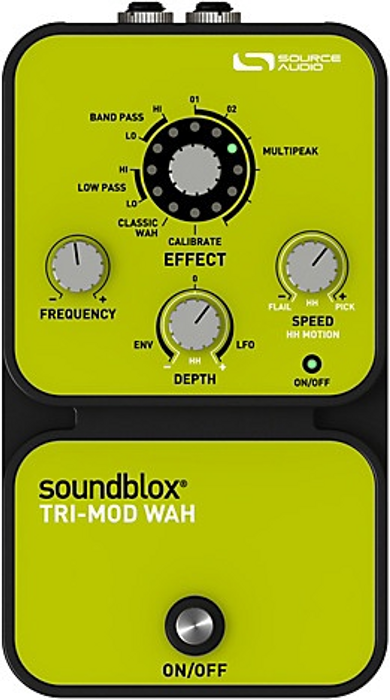 SOURCE
AUDIO
01
02
HI
BAND PASS
LO
MULTIPEAK
HI
LOW PASS
LO
CLASSIC
WAH
CALIBRATE
EFFECT
- +
FREQUENCY
0
ENV
LFO
- HH +
DEPTH
- +
FLAIL HH PICK
SPEED
HH MOTION
ON/OFF
soundblox®
TRI-MOD WAH
ON/OFF